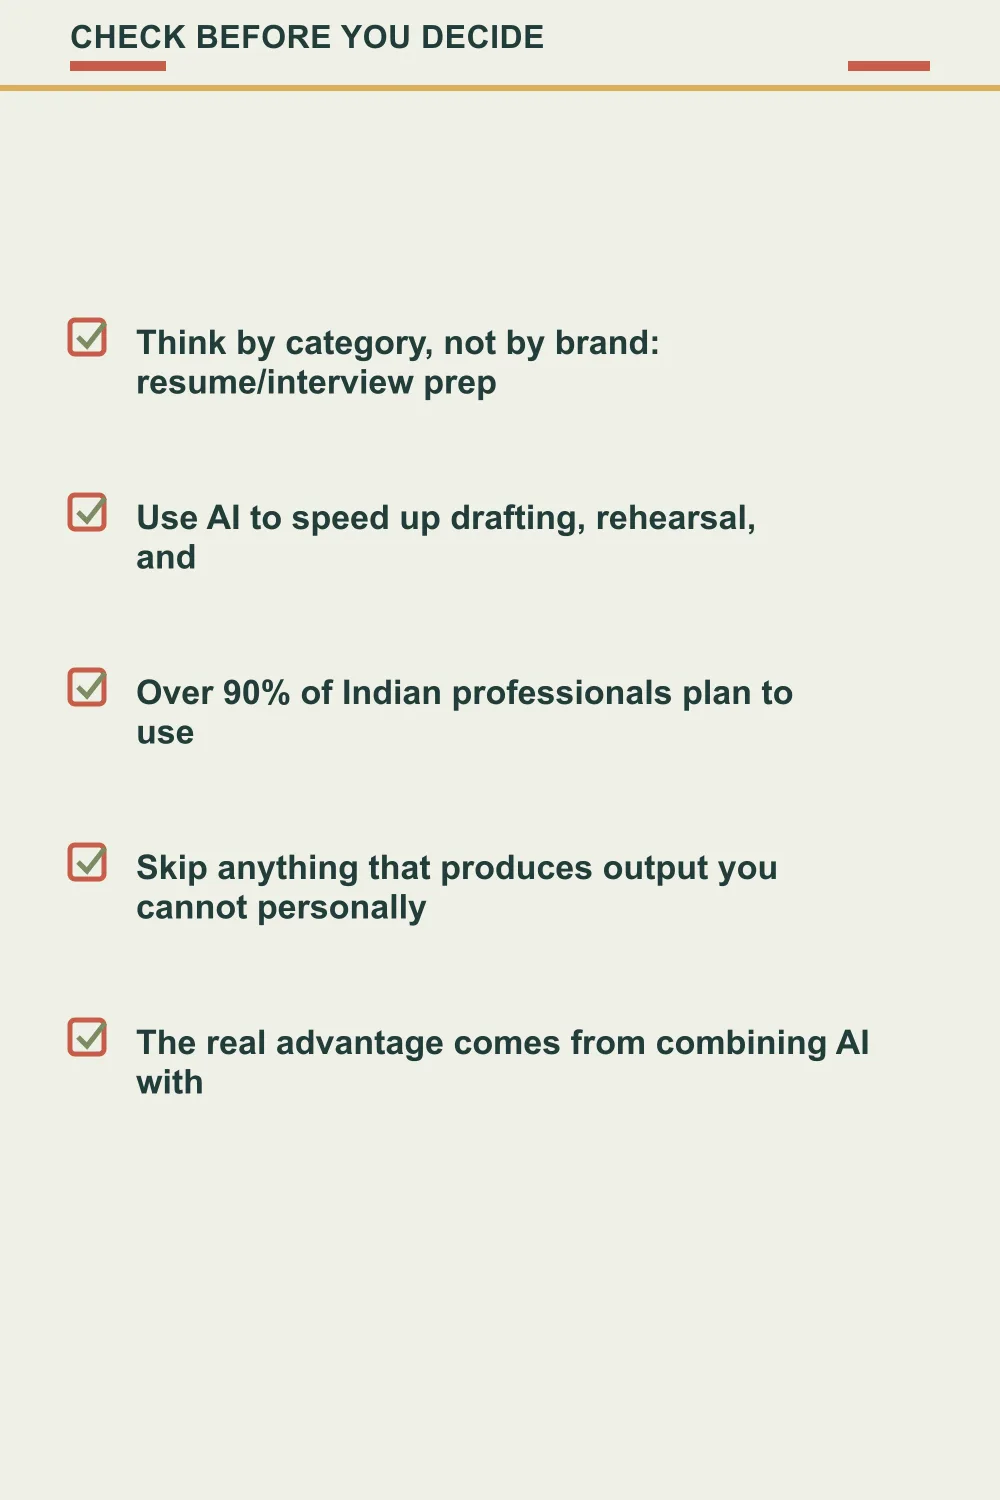 CHECK BEFORE YOU DECIDE
Think by category, not by brand:
resume/interview prep
Use AI to speed up drafting, rehearsal,
and
Over 90% of Indian professionals plan to
use
Skip anything that produces output you
cannot personally
The real advantage comes from combining AI
with